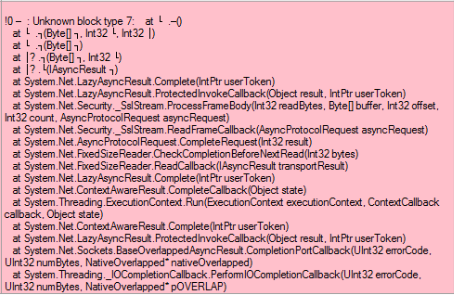 !0 –  : Unknown block type 7:    at └  .–()
at └  .┐(Byte[] ┐, Int32 └, Int32 │)
at └  .┐(Byte[] ┐)
at │? .┐(Byte[] ┐, Int32 └)
at │? .└(IAsyncResult ┐)
at System.Net.LazyAsyncResult.Complete(IntPtr userToken)
at System.Net.LazyAsyncResult.ProtectedInvokeCallback(Object result, IntPtr userToken)
at System.Net.Security._SslStream.ProcessFrameBody(Int32 readBytes, Byte[] buffer, Int32 offset,
Int32 count, AsyncProtocolRequest asyncRequest)
at System.Net.Security._SslStream.ReadFrameCallback(AsyncProtocolRequest asyncRequest)
at System.Net.AsyncProtocolRequest.CompleteRequest(Int32 result)
at System.Net.FixedSizeReader.CheckCompletionBeforeNextRead(Int32 bytes)
at System.Net.FixedSizeReader.ReadCallback(IAsyncResult transportResult)
at System.Net.LazyAsyncResult.Complete(IntPtr userToken)
at System.Net.ContextAwareResult.CompleteCallback(Object state)
at System.Threading.ExecutionContext.Run(ExecutionContext executionContext, ContextCallback
callback, Object state)
at System.Net.ContextAwareResult.Complete(IntPtr userToken)
at System.Net.LazyAsyncResult.ProtectedInvokeCallback(Object result, IntPtr userToken)
at System.Net.Sockets.BaseOverlappedAsyncResult.CompletionPortCallback(UInt32 errorCode,
UInt32 numBytes, NativeOverlapped* nativeOverlapped)
at System.Threading._IOCompletionCallback.PerformIOCompletionCallback(UInt32 errorCode,
UInt32 numBytes, NativeOverlapped* pOVERLAP)